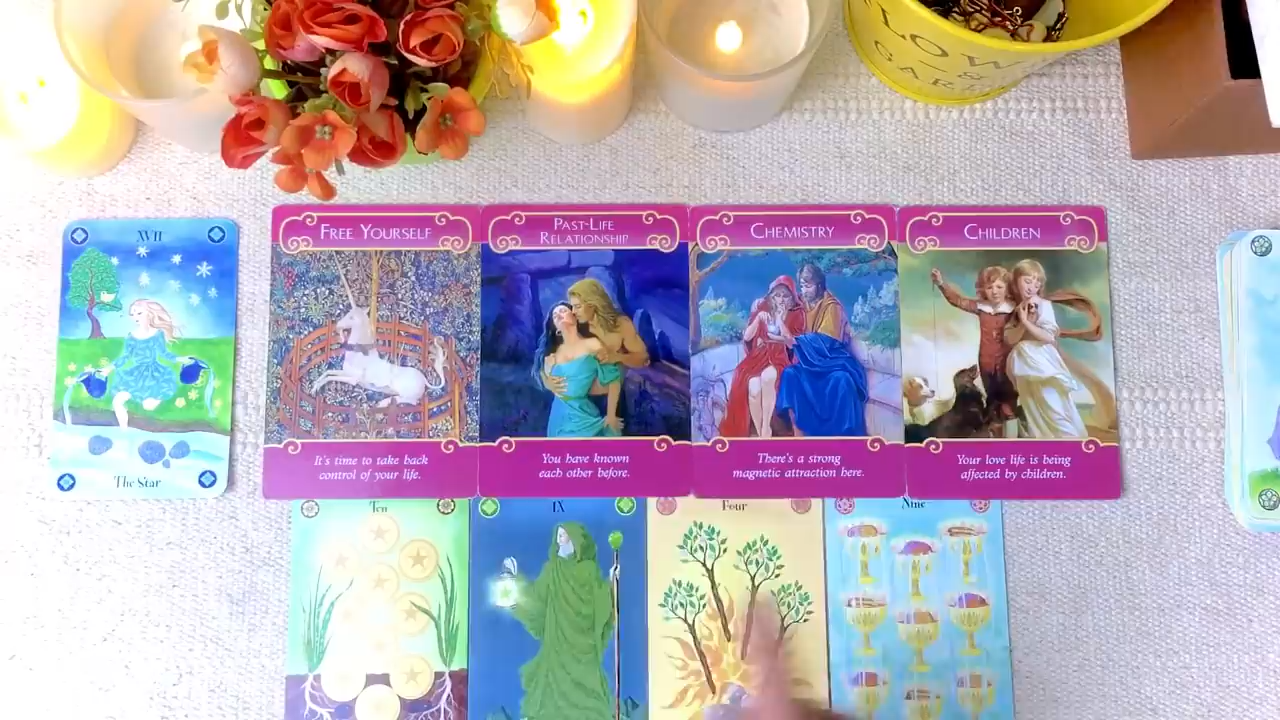 FLOW
&
GAR
XVII
The Star
FREE YOURSELF
It's time to take back
control of your life.
PAST-LIFE
RELATIONSHIP
You have known
each other before.
CHEMISTRY
There's a strong
magnetic attraction here.
CHILDREN
Your love life is being
affected by children.
Ten
IX
Four
Nine